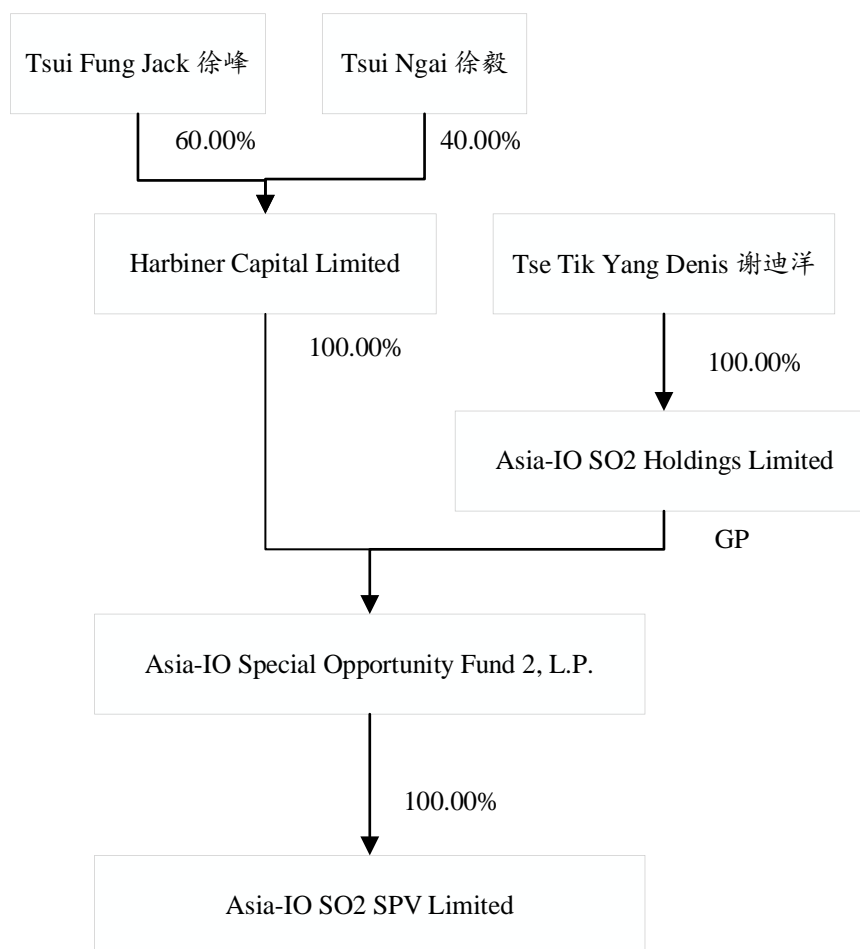 Tsui Fung Jack 徐峰
Tsui Ngai 徐毅
60.00%
40.00%
Harbiner Capital Limited
Tse Tik Yang Denis 谢迪洋
100.00%
100.00%
Asia-IO SO2 Holdings Limited
GP
Asia-IO Special Opportunity Fund 2, L.P.
100.00%
Asia-IO SO2 SPV Limited